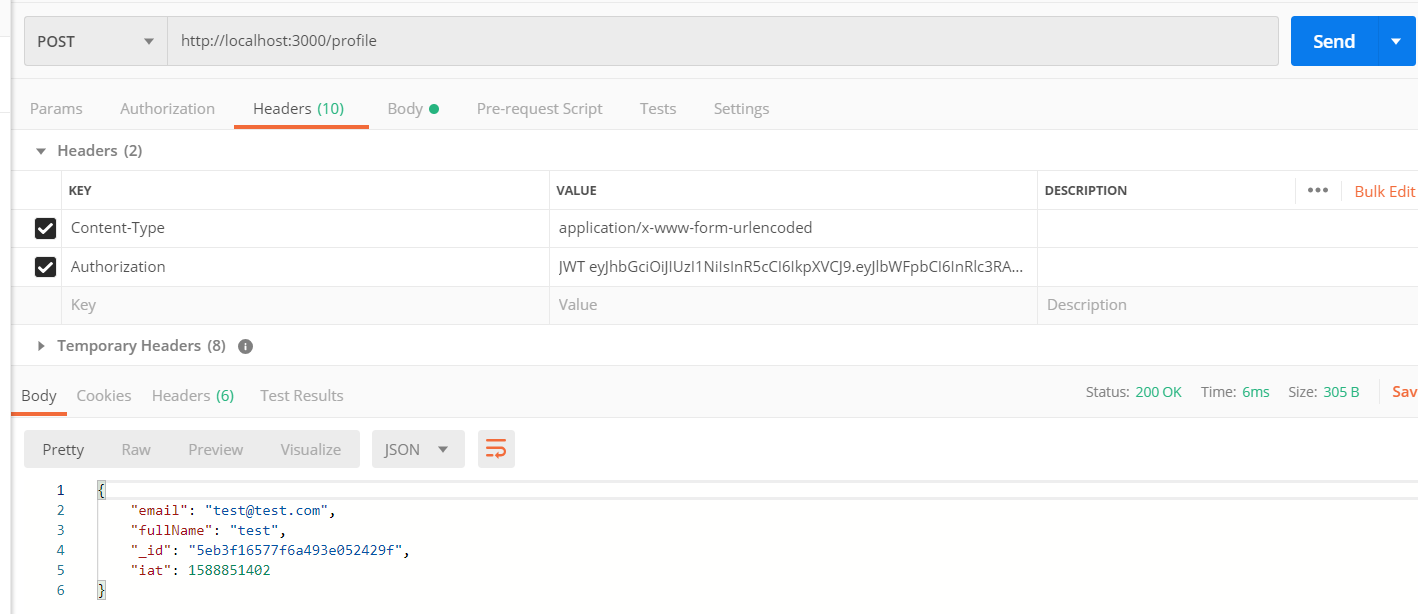 POST http://localhost:3000/profile Send
Params Authorization Headers (10) Body Pre-request Script Tests Settings
Headers (2)
KEY VALUE DESCRIPTION ••• Bulk Edit
Content-Type application/x-www-form-urlencoded
Authorization JWT eyJhbGciOiJIUzI1NiIsInR5cCI6IkpXVCJ9.eyJlbWFpbCI6InRlc3RA...
Key Value Description
Temporary Headers (8) i
Body Cookies Headers (6) Test Results Status: 200 OK Time: 6ms Size: 305 B Sav
Pretty Raw Preview Visualize JSON
1 {
2 "email": "test@test.com",
3 "fullName": "test",
4 "_id": "5eb3f16577f6a493e052429f",
5 "iat": 1588851402
6 }